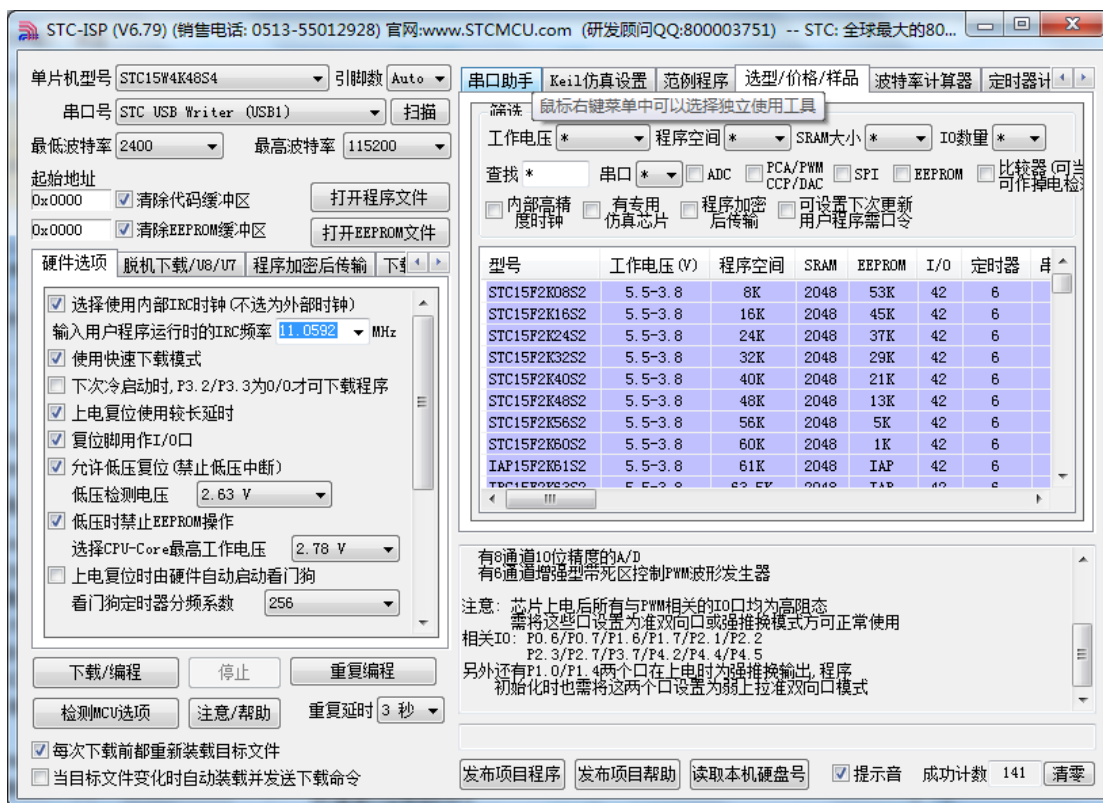 STC-ISP (V6.79) (销售电话: 0513-55012928) 官网:www.STCMCU.com (研发顾问QQ:800003751) -- STC: 全球最大的80...
单片机型号 STC15W4K48S4 引脚数 Auto
串口号 STC USB Writer (USB1) 扫描
最低波特率 2400 最高波特率 115200
起始地址
0x0000 清除代码缓冲区 打开程序文件
0x0000 清除EEPROM缓冲区 打开EEPROM文件
硬件选项 脱机下载/U8/U7 程序加密后传输
选择使用内部IRC时钟(不选为外部时钟)
输入用户程序运行时的IRC频率 11.0592 MHz
使用快速下载模式
下次冷启动时,P3.2/P3.3为0/0才可下载程序
上电复位使用较长延时
复位脚用作I/O口
允许低压复位(禁止低压中断)
低压检测电压 2.63 V
低压时禁止EEPROM操作
选择CPU-Core最高工作电压 2.78 V
上电复位时由硬件自动启动看门狗
看门狗定时器分频系数 256
下载/编程 停止 重复编程
检测MCU选项 注意/帮助 重复延时 3 秒
每次下载前都重新装载目标文件
当目标文件变化时自动装载并发送下载命令
串口助手 Keil仿真设置 范例程序 选型/价格/样品 波特率计算器 定时器计
鼠标右键菜单中可以选择独立使用工具
筛选
工作电压 * 程序空间 * SRAM大小 * IO数量 *
查找 * 串口 * ADC PCA/PWM CCP/DAC SPI EEPROM 比较器(可当 可作掉电检
内部高精度时钟 有专用仿真芯片 程序加密后传输 可设置下次更新用户程序需口令
型号 工作电压(V) 程序空间 SRAM EEPROM I/O 定时器
STC15F2K08S2 5.5-3.8 8K 2048 53K 42 6
STC15F2K16S2 5.5-3.8 16K 2048 45K 42 6
STC15F2K24S2 5.5-3.8 24K 2048 37K 42 6
STC15F2K32S2 5.5-3.8 32K 2048 29K 42 6
STC15F2K40S2 5.5-3.8 40K 2048 21K 42 6
STC15F2K48S2 5.5-3.8 48K 2048 13K 42 6
STC15F2K56S2 5.5-3.8 56K 2048 5K 42 6
STC15F2K60S2 5.5-3.8 60K 2048 1K 42 6
IAP15F2K61S2 5.5-3.8 61K 2048 IAP 42 6
有8通道10位精度的A/D
有6通道增强型带死区控制PWM波形发生器
注意: 芯片上电后所有与PWM相关的IO口均为高阻态
需将这些口设置为准双向口或强推挽模式方可正常使用
相关IO: P0.6/P0.7/P1.6/P1.7/P2.1/P2.2
P2.3/P2.7/P3.7/P4.2/P4.4/P4.5
另外还有P1.0/P1.4两个口在上电时为强推挽输出,程序
初始化时也需将这两个口设置为弱上拉准双向口模式
发布项目程序 发布项目帮助 读取本机硬盘号 提示音 成功计数 141 清零